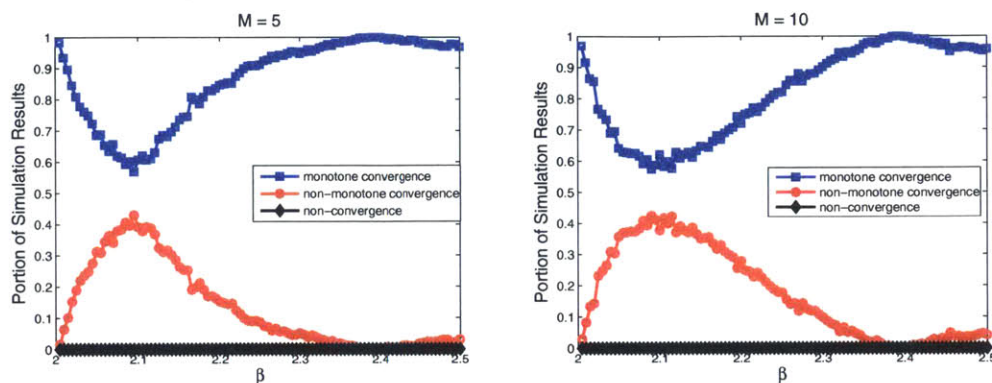 M = 5
Portion of Simulation Results
1
0.9
0.8
0.7
0.6
0.5
0.4
0.3
0.2
0.1
0
2
2.1
2.2
2.3
2.4
2.5
β
monotone convergence
non−monotone convergence
non−convergence
M = 10
Portion of Simulation Results
1
0.9
0.8
0.7
0.6
0.5
0.4
0.3
0.2
0.1
0
2
2.1
2.2
2.3
2.4
2.5
β
monotone convergence
non−monotone convergence
non−convergence